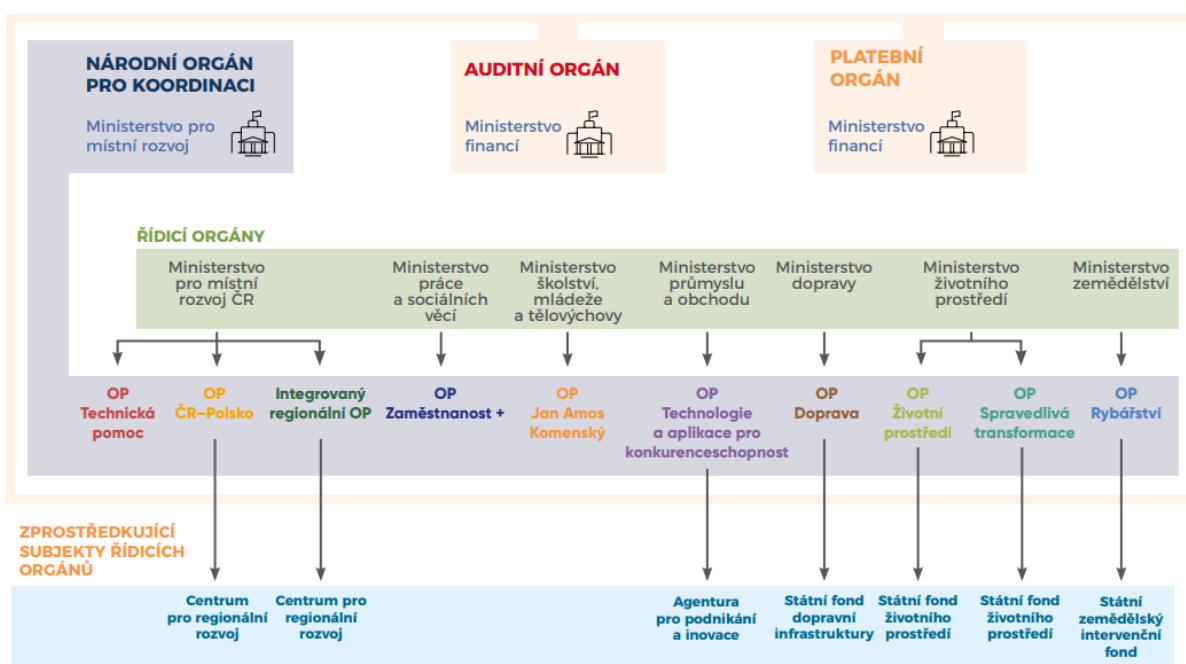 NÁRODNÍ ORGÁN
PRO KOORDINACI
Ministerstvo pro
místní rozvoj
AUDITNÍ ORGÁN
Ministerstvo
financí
PLATEBNÍ
ORGÁN
Ministerstvo
financí
ŘÍDICÍ ORGÁNY
Ministerstvo
pro místní
rozvoj ČR
Ministerstvo
práce
a sociálních
věcí
Ministerstvo
školství,
mládeže
a tělovýchovy
Ministerstvo
průmyslu
a obchodu
Ministerstvo
dopravy
Ministerstvo
životního
prostředí
Ministerstvo
zemědělství
OP
Technická
pomoc
OP
ČR–Polsko
Integrovaný
regionální OP
OP
Zaměstnanost +
OP
Jan Amos
Komenský
OP
Technologie
a aplikace pro
konkurenceschopnost
OP
Doprava
OP
Životní
prostředí
OP
Spravedlivá
transformace
OP
Rybářství
ZPROSTŘEDKUJÍCÍ
SUBJEKTY ŘÍDICÍCH
ORGÁNŮ
Centrum
pro regionální
rozvoj
Centrum pro
regionální
rozvoj
Agentura
pro podnikání
a inovace
Státní fond
dopravní
infrastruktury
Státní fond
životního
prostředí
Státní fond
životního
prostředí
Státní
zemědělský
intervenční
fond